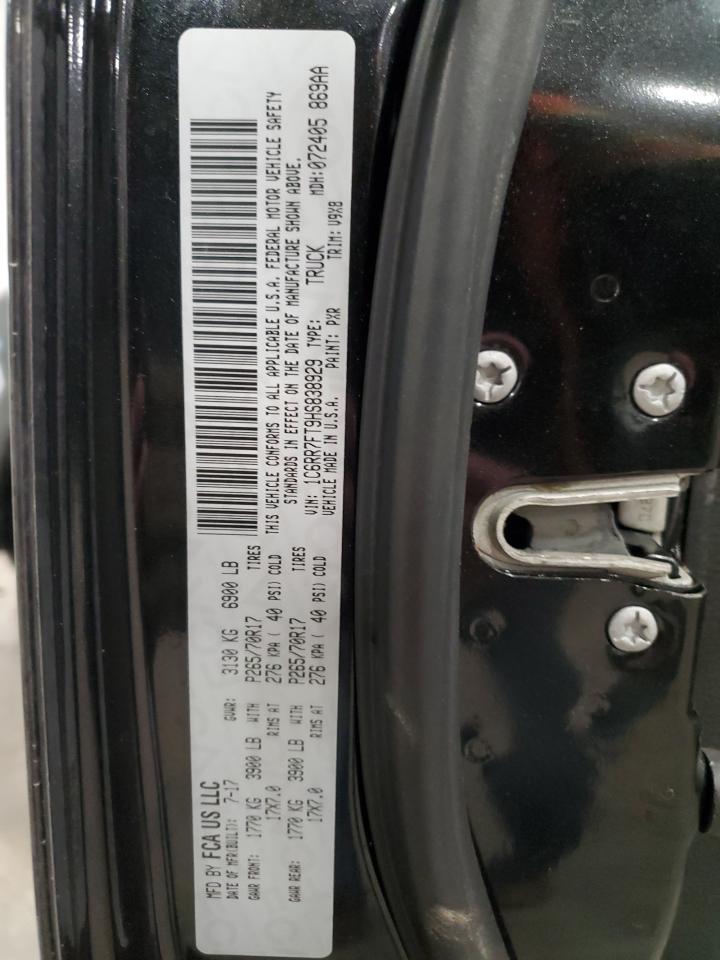 MFD BY FCA US LLC
DATE OF MFR(BUILT): 7-17 GVWR: 3130 KG 6900 LB
GAWR FRONT: 1770 KG 3900 LB WITH P265/70R17 TIRES
17X7.0 RIMS AT 276 KPA ( 40 PSI) COLD
GAWR REAR: 1770 KG 3900 LB WITH P265/70R17 TIRES
17X7.0 RIMS AT 276 KPA ( 40 PSI) COLD
THIS VEHICLE CONFORMS TO ALL APPLICABLE U.S.A. FEDERAL MOTOR VEHICLE SAFETY
STANDARDS IN EFFECT ON THE DATE OF MANUFACTURE SHOWN ABOVE.
VIN: 1C6RR7FT9HS838929 TYPE: TRUCK MDH:072405 869AA
VEHICLE MADE IN U.S.A. PAINT: PXR TRIM: V9X8